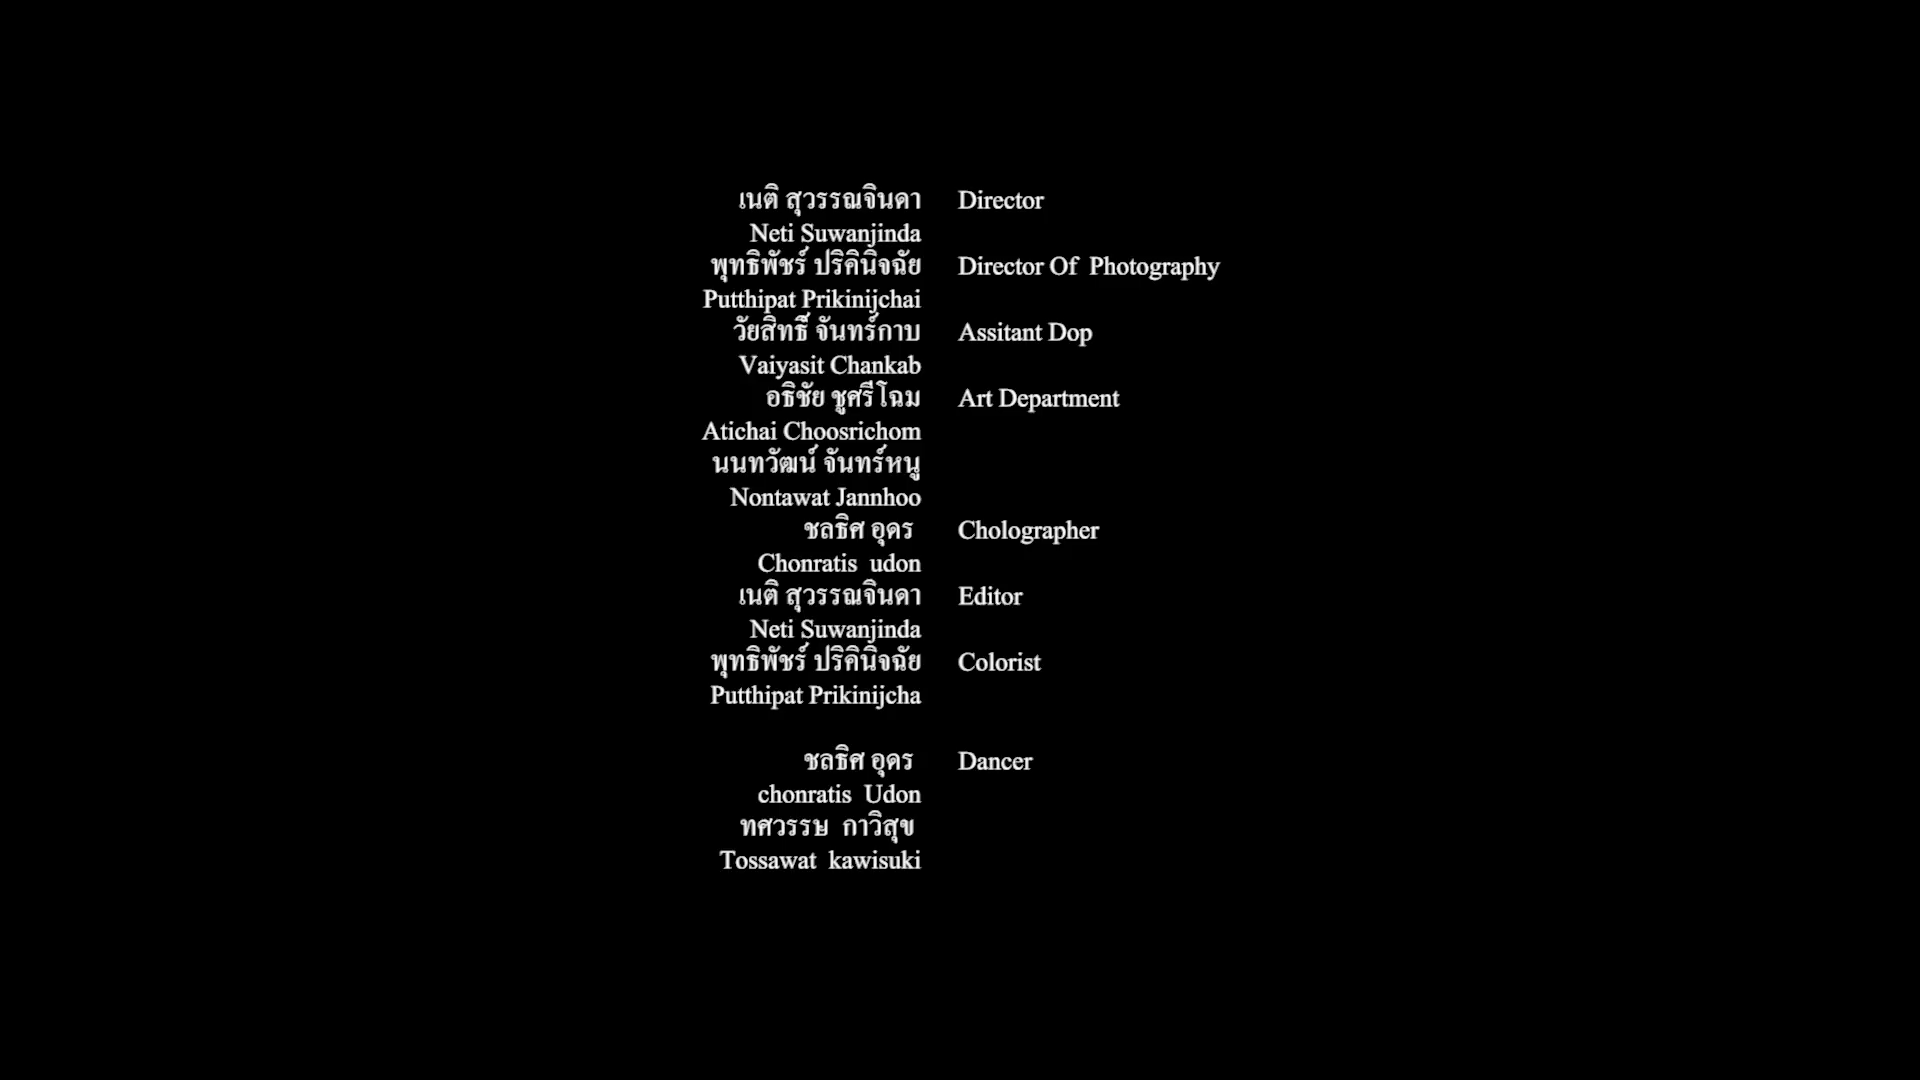 เนติ สุวรรณจินดา Director
Neti Suwanjinda
พุทธิพัชร์ ปริคินิจฉัย Director Of Photography
Putthipat Prikinijchai
วัยสิทธิ์ จันทร์กาบ Assitant Dop
Vaiyasit Chankab
อธิชัย ชูศรีโฉม Art Department
Atichai Choosrichom
นนทวัฒน์ จันทร์หนู
Nontawat Jannhoo
ชลธิศ อุดร Cholographer
Chonratis udon
เนติ สุวรรณจินดา Editor
Neti Suwanjinda
พุทธิพัชร์ ปริคินิจฉัย Colorist
Putthipat Prikinijcha
ชลธิศ อุดร Dancer
chonratis Udon
ทศวรรษ กาวิสุข
Tossawat kawisuki